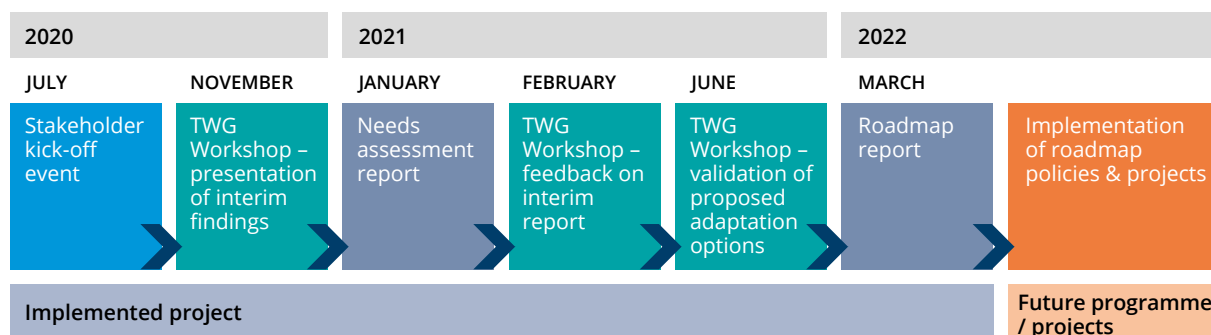 2020
2021
2022
JULY
NOVEMBER
JANUARY
FEBRUARY
JUNE
MARCH
Stakeholder
kick-off
event
TWG
Workshop –
presentation
of interim
findings
Needs
assessment
report
TWG
Workshop –
feedback on
interim
report
TWG
Workshop –
validation of
proposed
adaptation
options
Roadmap
report
Implementation
of roadmap
policies & projects
Implemented project
Future programme
/ projects